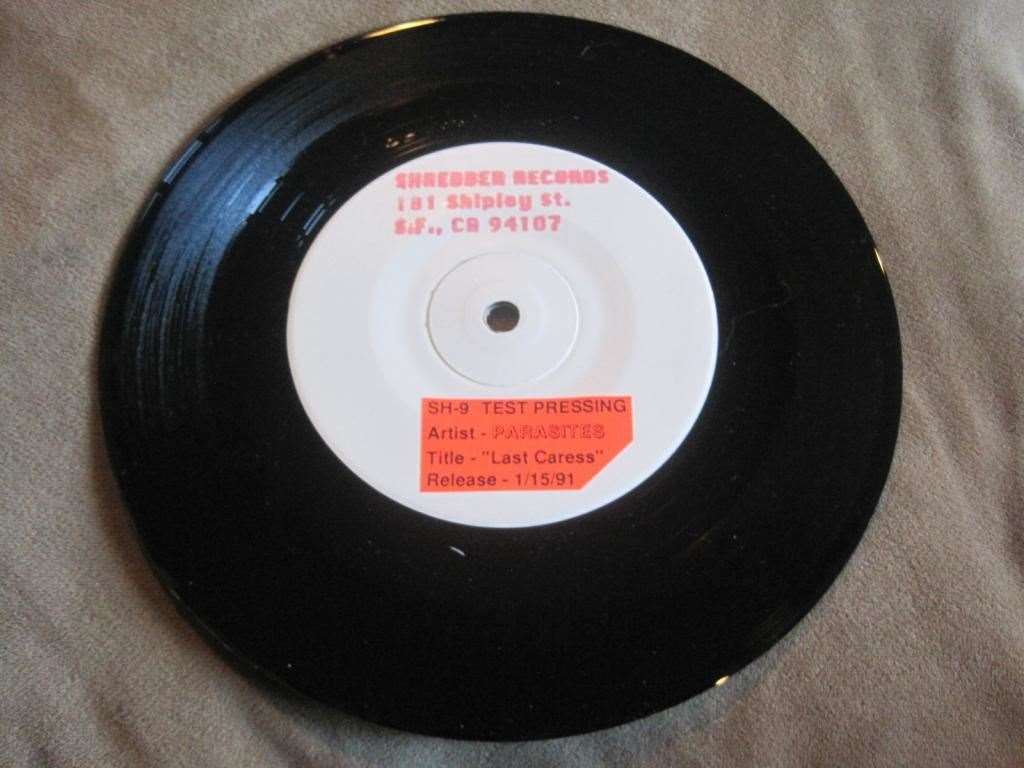 SHREDDER RECORDS
181 Shipley St.
S.F., CA 94107
SH-9 TEST PRESSING
Artist - PARASITES
Title - "Last Caress"
Release - 1/15/91